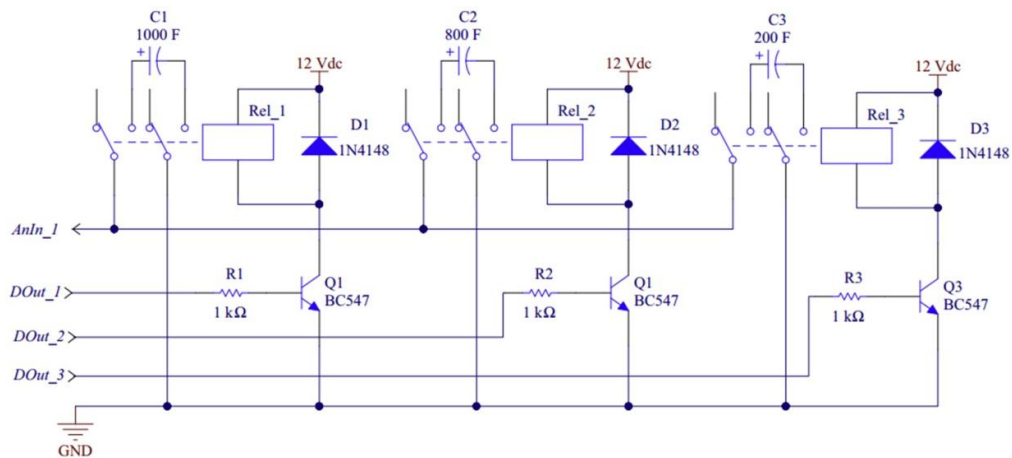 C1
1000 F
+
12 Vdc
Rel_1
D1
1N4148
C2
800 F
+
12 Vdc
Rel_2
D2
1N4148
C3
200 F
+
12 Vdc
Rel_3
D3
1N4148
AnIn_1
DOut_1
R1
1 kΩ
Q1
BC547
R2
1 kΩ
Q1
BC547
R3
1 kΩ
Q3
BC547
DOut_2
DOut_3
GND